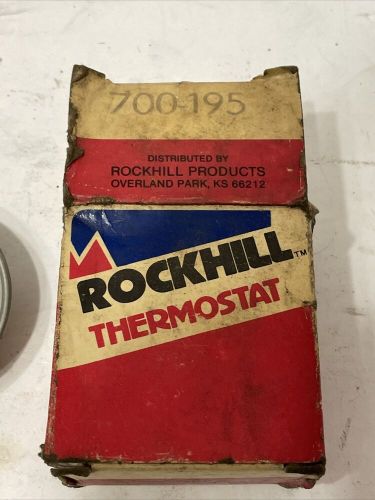 700-195
DISTRIBUTED BY
ROCKHILL PRODUCTS
OVERLAND PARK, KS 66212
ROCKHILL™
THERMOSTAT